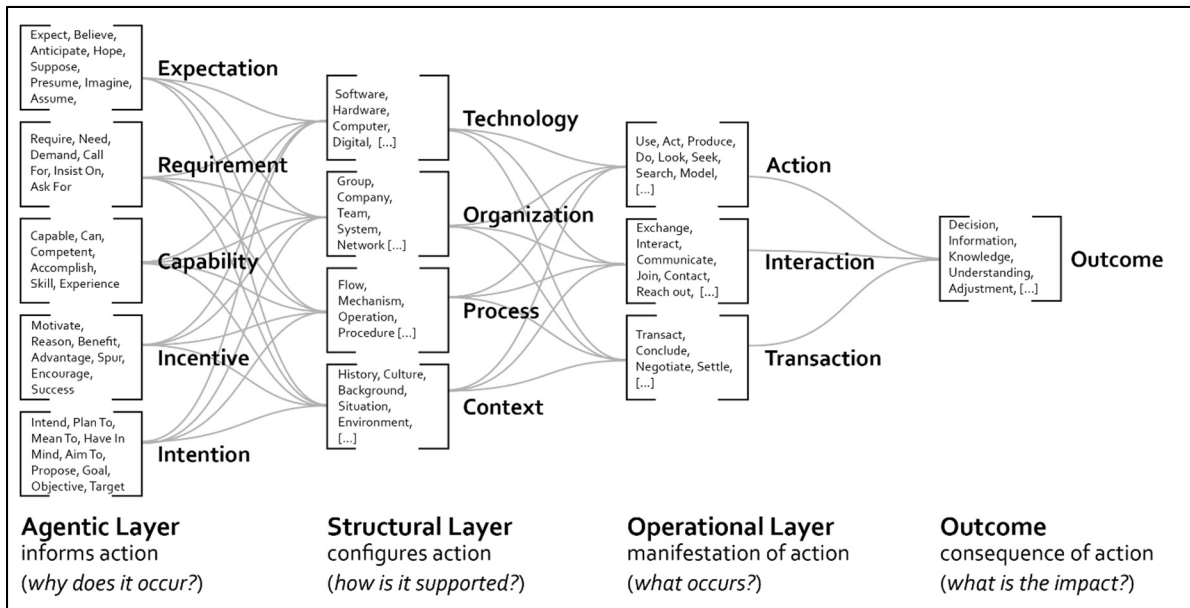 Expect, Believe,
Anticipate, Hope,
Suppose,
Presume, Imagine,
Assume,
Expectation
Require, Need,
Demand, Call
For, Insist On,
Ask For
Requirement
Capable, Can,
Competent,
Accomplish,
Skill, Experience
Capability
Motivate,
Reason, Benefit,
Advantage, Spur,
Encourage,
Success
Incentive
Intend, Plan To,
Mean To, Have In
Mind, Aim To,
Propose, Goal,
Objective, Target
Intention
Software,
Hardware,
Computer,
Digital, [...]
Technology
Group,
Company,
Team,
System,
Network [...]
Organization
Flow,
Mechanism,
Operation,
Procedure [...]
Process
History, Culture,
Background,
Situation,
Environment,
[...]
Context
Use, Act, Produce,
Do, Look, Seek,
Search, Model,
[...]
Action
Exchange,
Interact,
Communicate,
Join, Contact,
Reach out, [...]
Interaction
Transact,
Conclude,
Negotiate, Settle,
[...]
Transaction
Decision,
Information,
Knowledge,
Understanding,
Adjustment, [...]
Outcome
Agentic Layer
informs action
(why does it occur?)
Structural Layer
configures action
(how is it supported?)
Operational Layer
manifestation of action
(what occurs?)
Outcome
consequence of action
(what is the impact?)